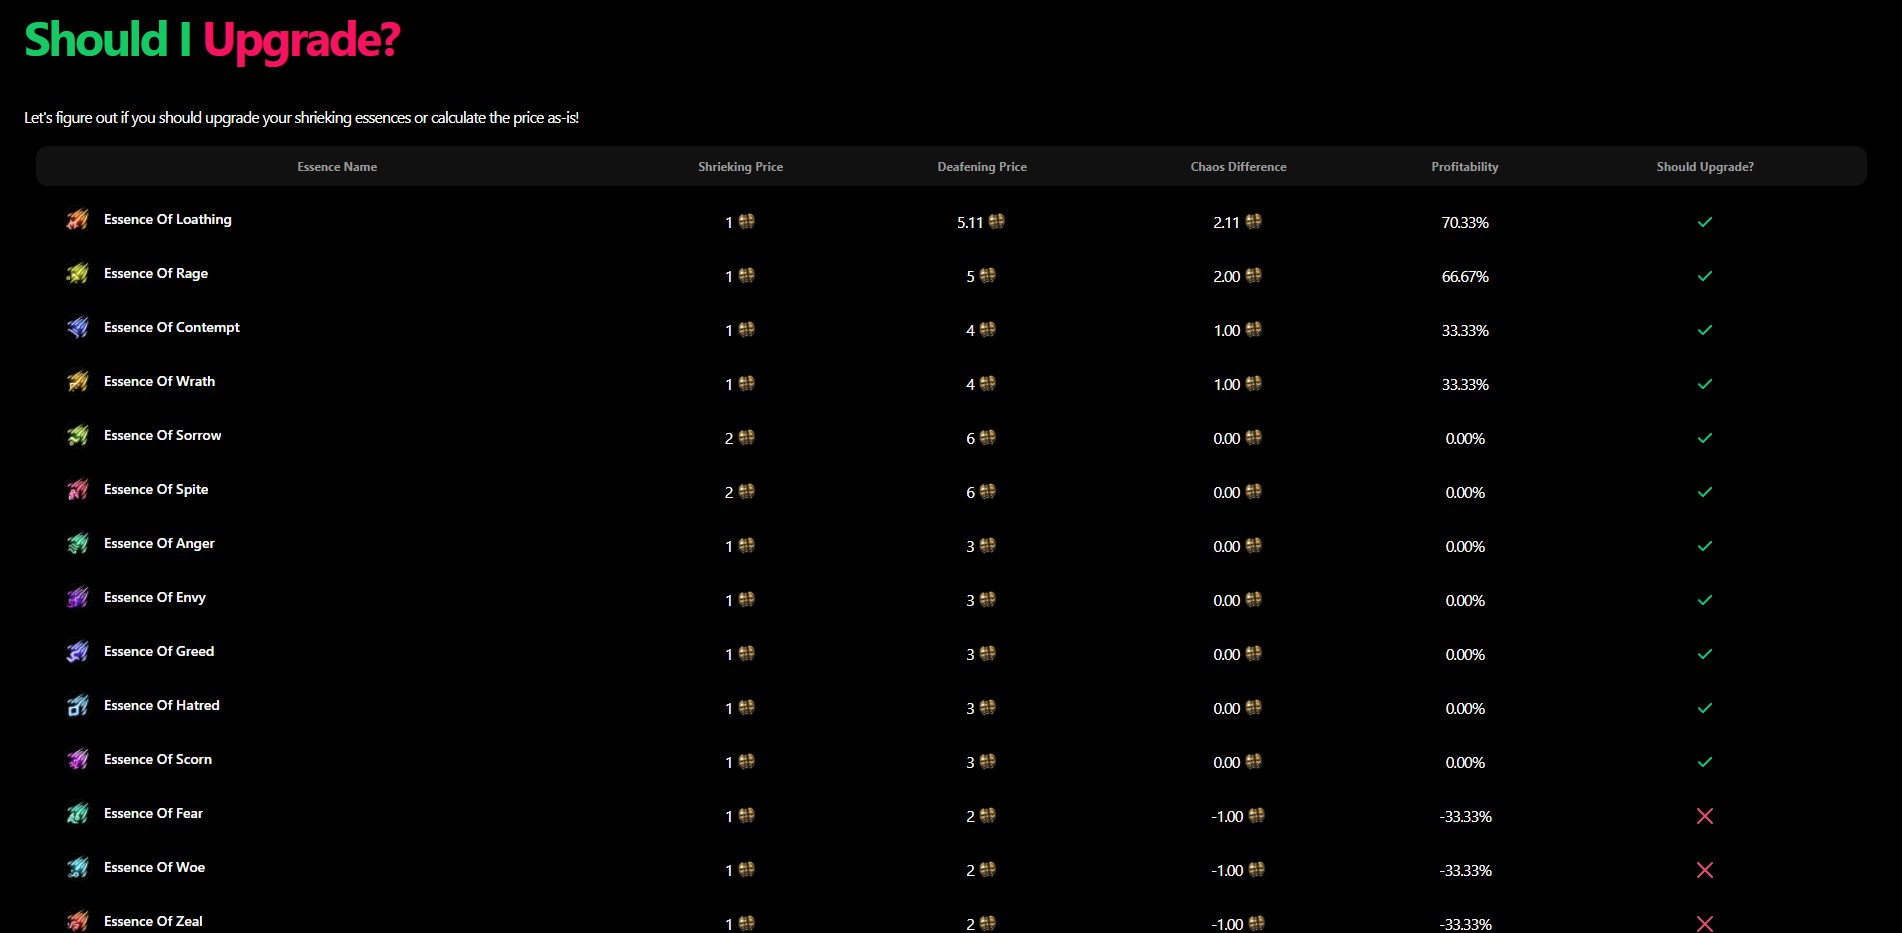 Should I Upgrade?
Let's figure out if you should upgrade your shrieking essences or calculate the price as-is!
Essence Name Shrieking Price Deafening Price Chaos Difference Profitability Should Upgrade?
Essence Of Loathing 1 5.11 2.11 70.33%
Essence Of Rage 1 5 2.00 66.67%
Essence Of Contempt 1 4 1.00 33.33%
Essence Of Wrath 1 4 1.00 33.33%
Essence Of Sorrow 2 6 0.00 0.00%
Essence Of Spite 2 6 0.00 0.00%
Essence Of Anger 1 3 0.00 0.00%
Essence Of Envy 1 3 0.00 0.00%
Essence Of Greed 1 3 0.00 0.00%
Essence Of Hatred 1 3 0.00 0.00%
Essence Of Scorn 1 3 0.00 0.00%
Essence Of Fear 1 2 -1.00 -33.33%
Essence Of Woe 1 2 -1.00 -33.33%
Essence Of Zeal 1 2 -1.00 -33.33%